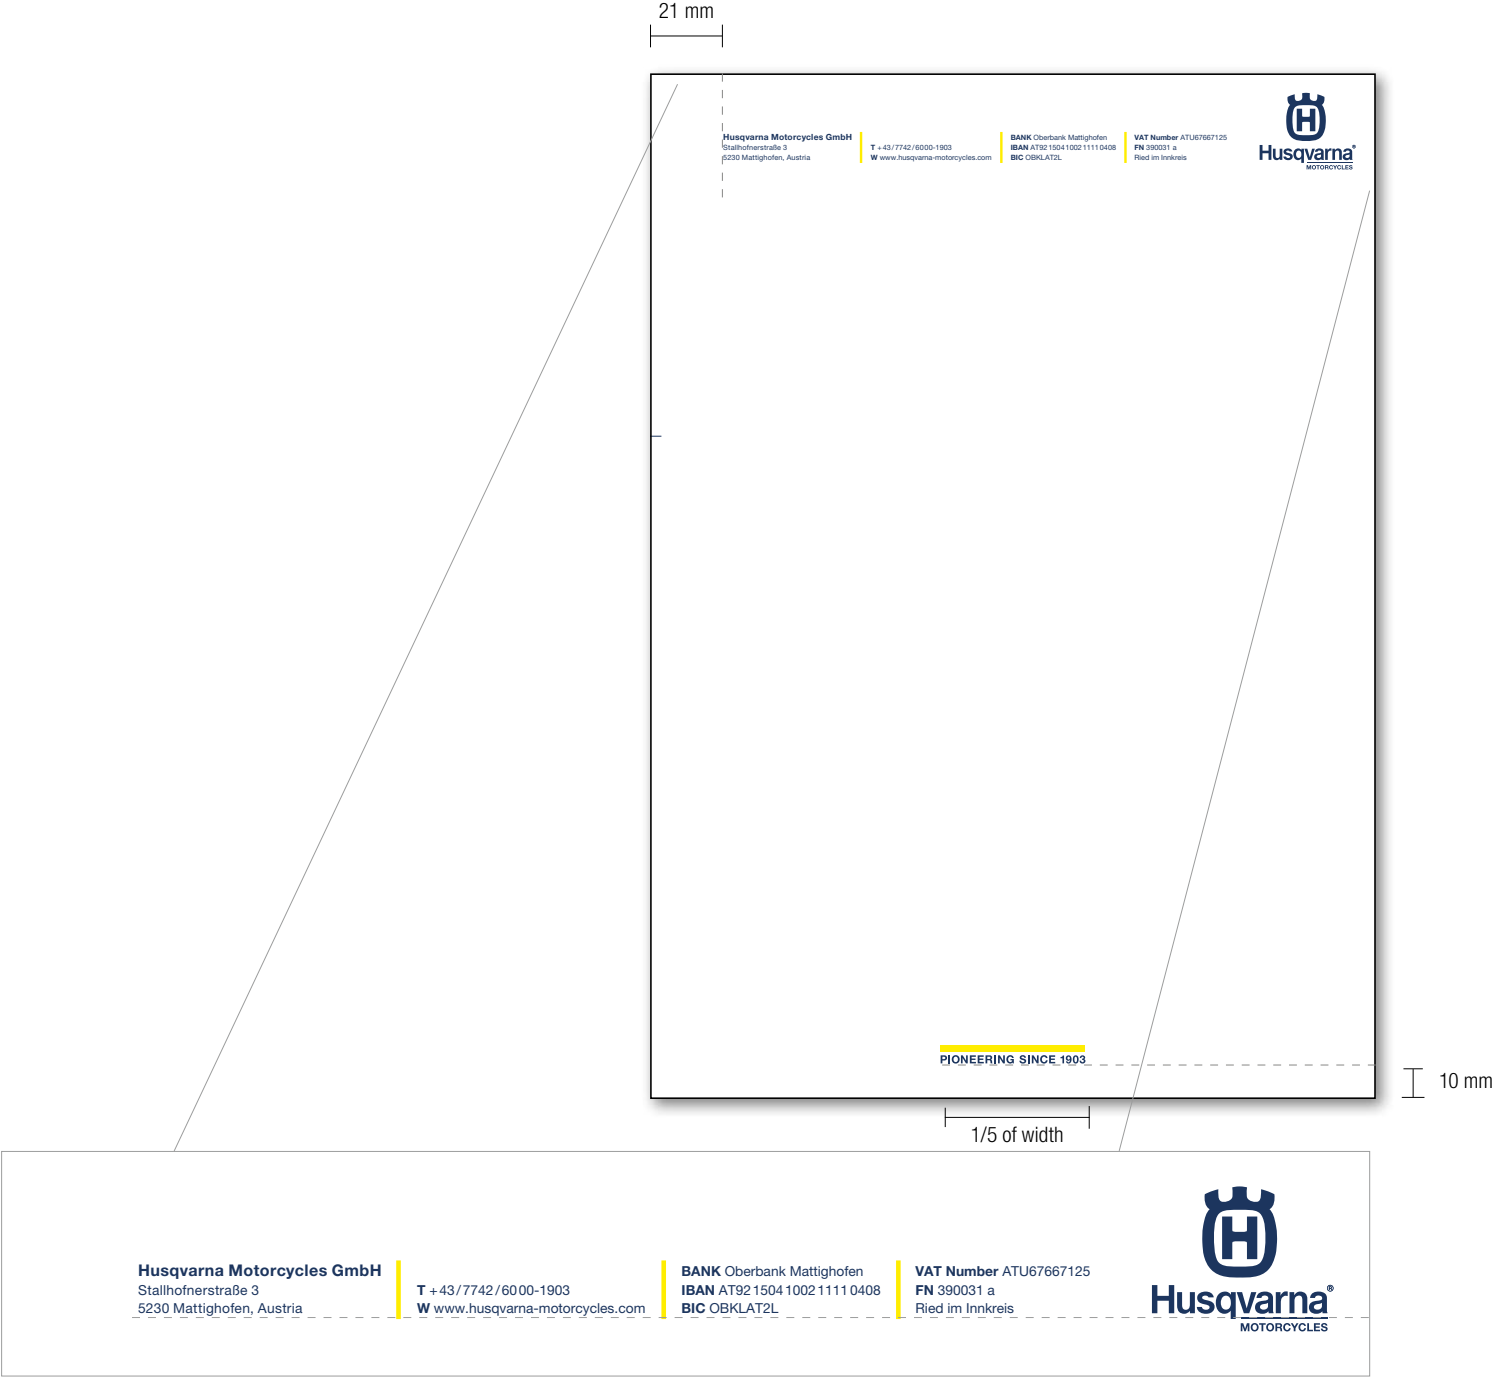 21 mm
Husqvarna Motorcycles GmbH
Stallhofnerstraße 3
5230 Mattighofen, Austria
T +43/7742/6000-1903
W www.husqvarna-motorcycles.com
BANK Oberbank Mattighofen
IBAN AT92 1504 1002 1111 0408
BIC OBKLAT2L
VAT Number ATU67667125
FN 390031 a
Ried im Innkreis
H
Husqvarna®
MOTORCYCLES
PIONEERING SINCE 1903
10 mm
1/5 of width
Husqvarna Motorcycles GmbH
Stallhofnerstraße 3
5230 Mattighofen, Austria
T +43/7742/6000-1903
W www.husqvarna-motorcycles.com
BANK Oberbank Mattighofen
IBAN AT92 1504 1002 1111 0408
BIC OBKLAT2L
VAT Number ATU67667125
FN 390031 a
Ried im Innkreis
H
Husqvarna®
MOTORCYCLES